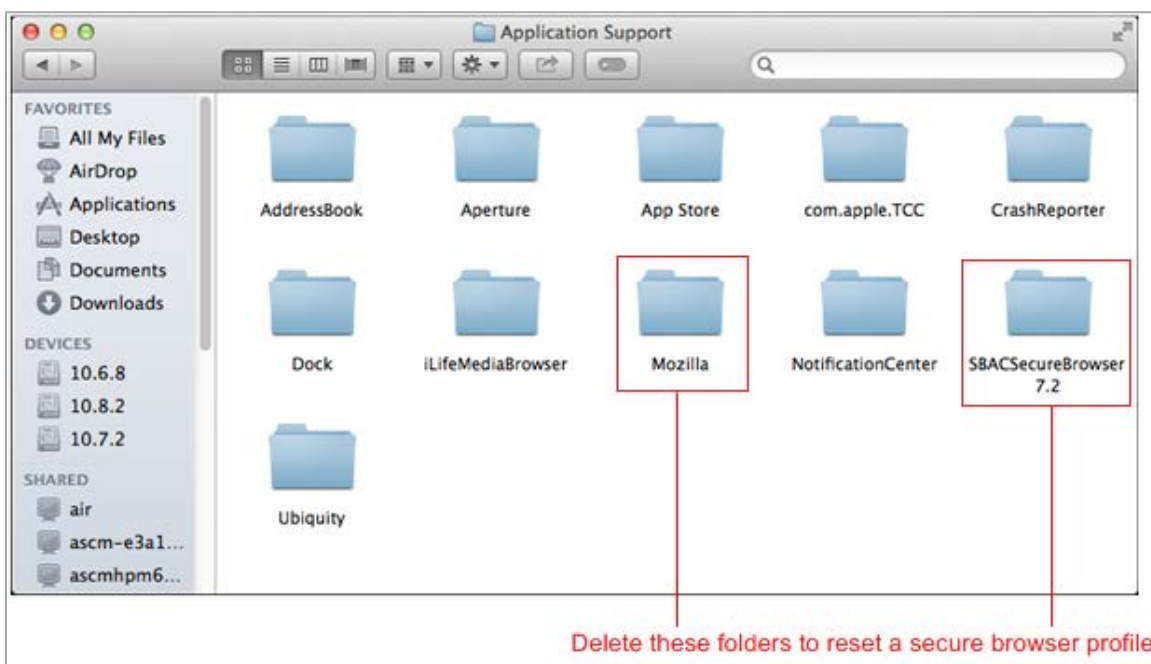 Application Support
FAVORITES
All My Files
AirDrop
Applications
Desktop
Documents
Downloads
DEVICES
10.6.8
10.8.2
10.7.2
SHARED
air
ascm-e3a1...
ascmhpm6...
AddressBook
Aperture
App Store
com.apple.TCC
CrashReporter
Dock
iLifeMediaBrowser
Mozilla
NotificationCenter
SBACSecureBrowser
7.2
Ubiquity
Delete these folders to reset a secure browser profile